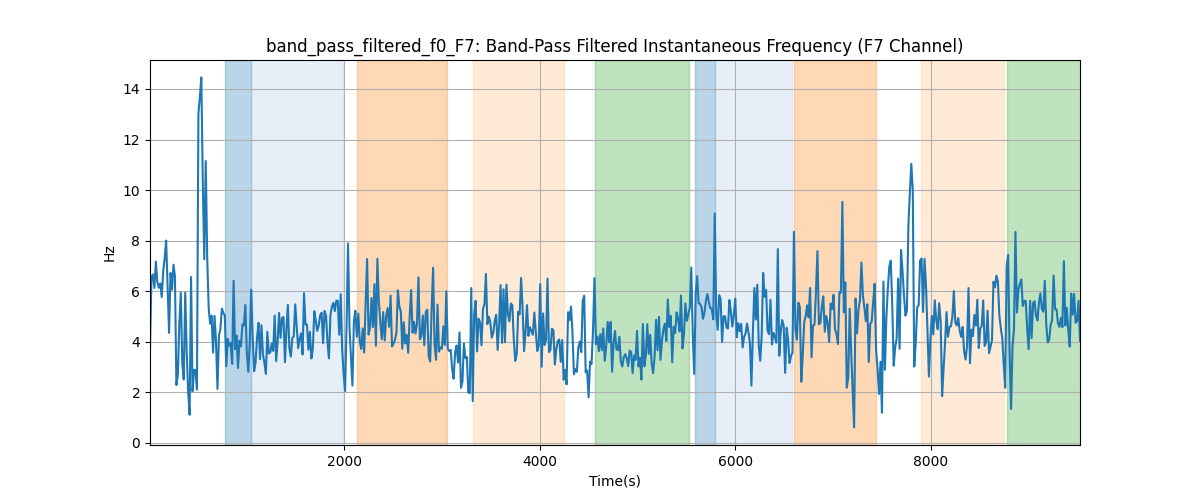 band_pass_filtered_f0_F7: Band-Pass Filtered Instantaneous Frequency (F7 Channel)
14
12
10
8
6
4
2
0
Hz
2000 4000 6000 8000
Time(s)